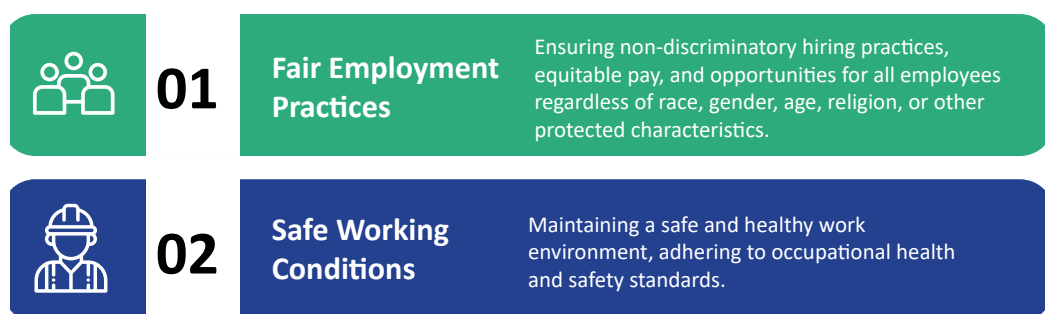 01
Fair Employment
Practices
Ensuring non-discriminatory hiring practices,
equitable pay, and opportunities for all employees
regardless of race, gender, age, religion, or other
protected characteristics.
02
Safe Working
Conditions
Maintaining a safe and healthy work
environment, adhering to occupational health
and safety standards.